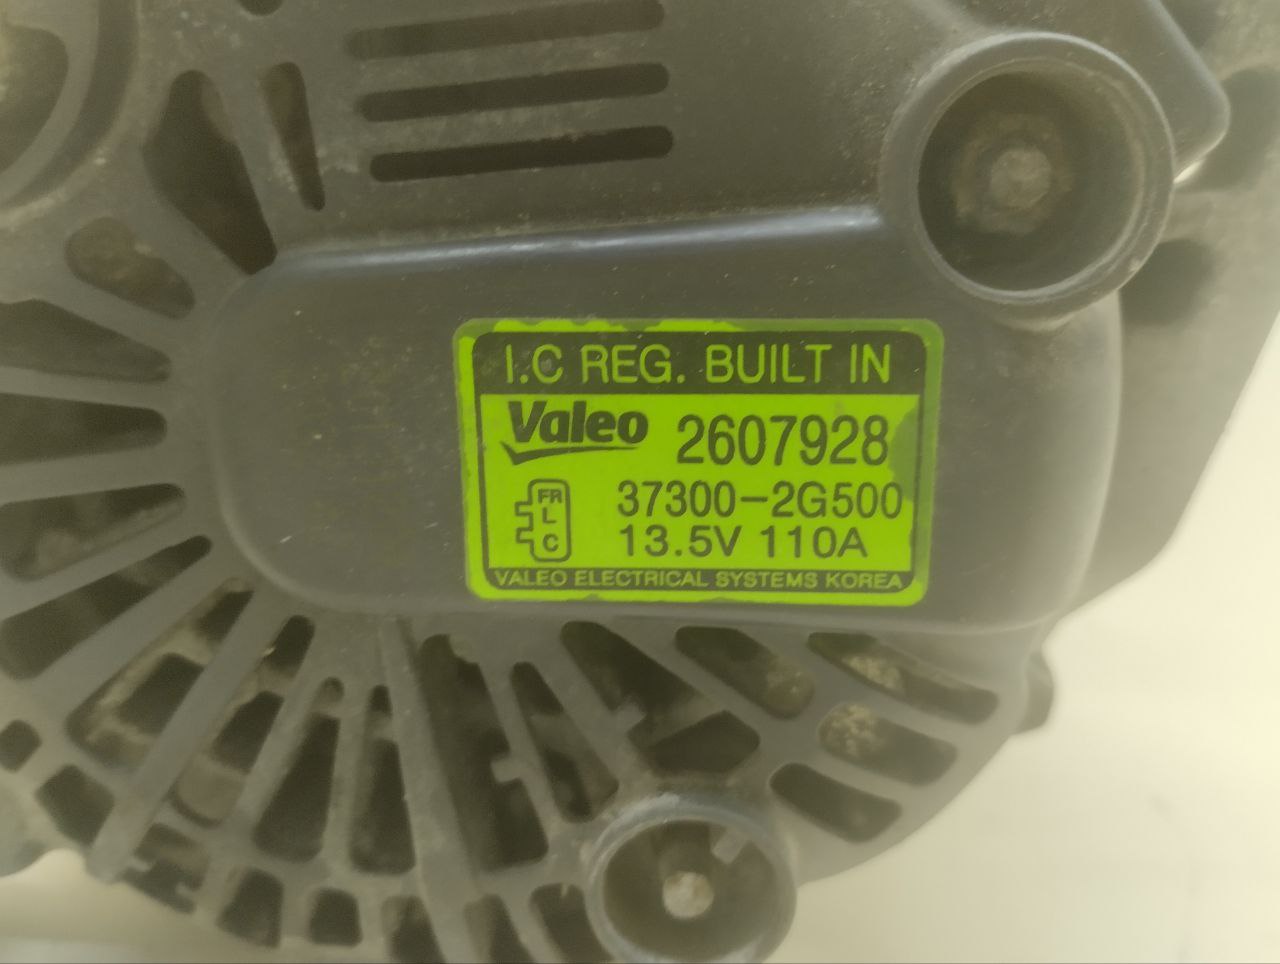 I.C REG. BUILT IN
Valeo 2607928
FR
L
C
37300-2G500
13.5V 110A
VALEO ELECTRICAL SYSTEMS KOREA